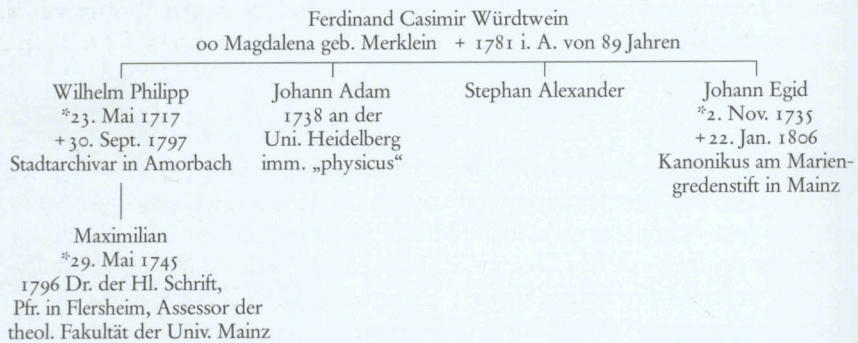 Ferdinand Casimir Würdtwein
oo Magdalena geb. Merklein + 1781 i. A. von 89 Jahren
Wilhelm Philipp
*23. Mai 1717
+30. Sept. 1797
Stadtarchivar in Amorbach
Johann Adam
1738 an der
Uni. Heidelberg
imm. „physicus“
Stephan Alexander
Johann Egid
*2. Nov. 1735
+22. Jan. 1806
Kanonikus am Marien-
gredenstift in Mainz
Maximilian
*29. Mai 1745
1796 Dr. der Hl. Schrift,
Pfr. in Flersheim, Assessor der
theol. Fakultät der Univ. Mainz